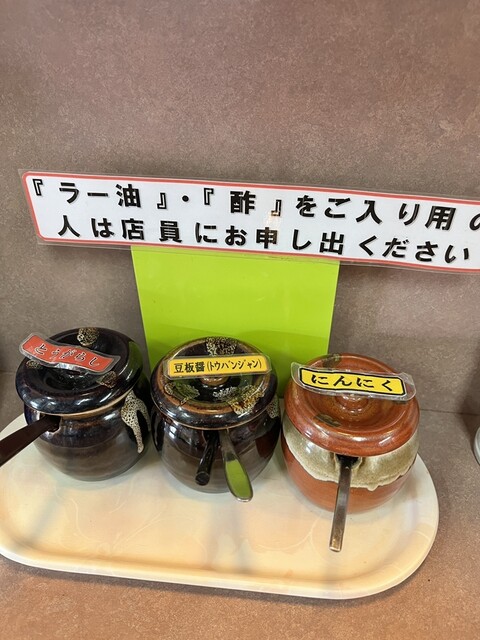 『ラー油』・『酢』をご入り用の
人は店員にお申し出ください
とうがらし
豆板醤(トウバンジャン)
にんにく